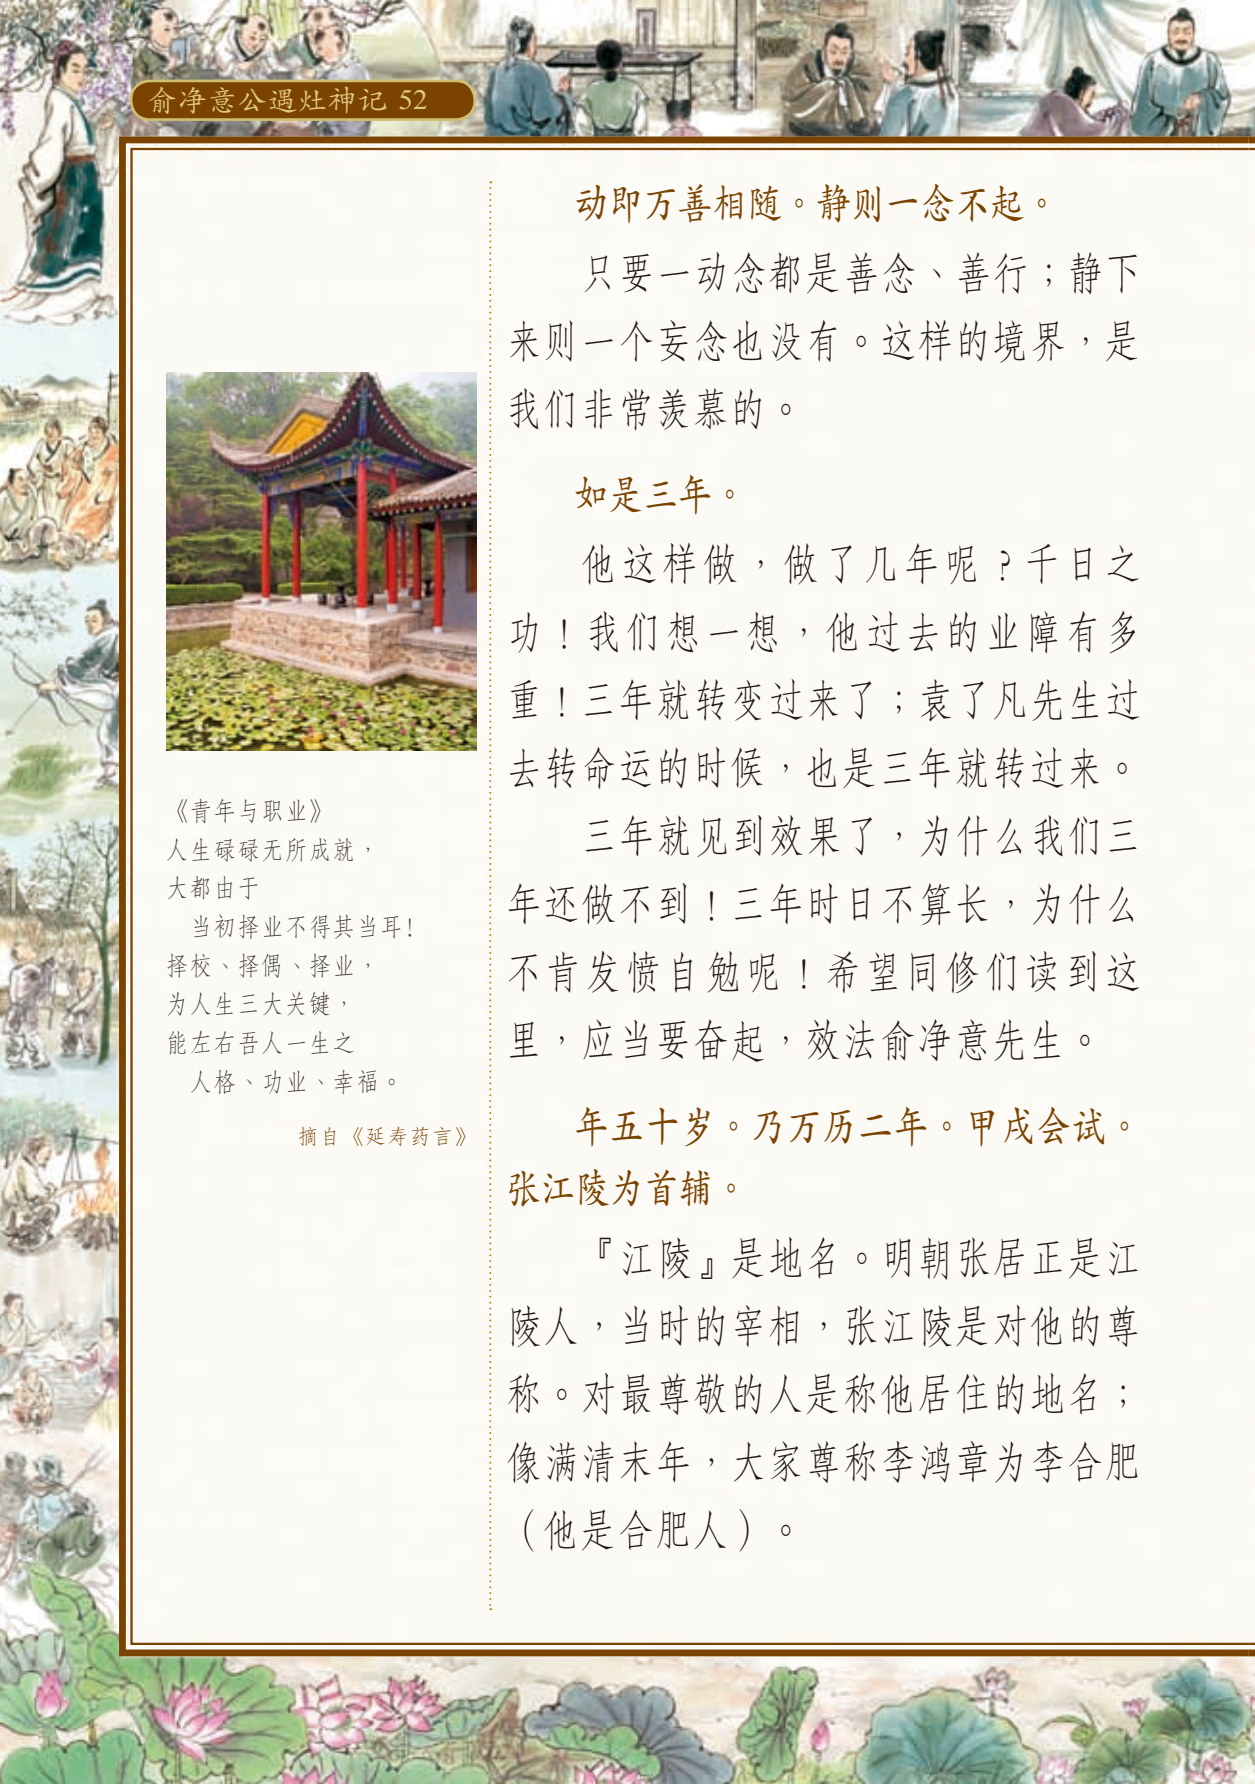 俞净意公遇灶神记 52
动即万善相随。静则一念不起。
只要一动念都是善念、善行；静下
来则一个妄念也没有。这样的境界，是
我们非常羡慕的。
如是三年。
他这样做，做了几年呢？千日之
功！我们想一想，他过去的业障有多
重！三年就转变过来了；袁了凡先生过
去转命运的时候，也是三年就转过来。
三年就见到效果了，为什么我们三
年还做不到！三年时日不算长，为什么
不肯发愤自勉呢！希望同修们读到这
里，应当要奋起，效法俞净意先生。
年五十岁。乃万历二年。甲戌会试。
张江陵为首辅。
『江陵』是地名。明朝张居正是江
陵人，当时的宰相，张江陵是对他的尊
称。对最尊敬的人是称他居住的地名；
像满清末年，大家尊称李鸿章为李合肥
（他是合肥人）。
《青年与职业》
人生碌碌无所成就，
大都由于
当初择业不得其当耳！
择校、择偶、择业，
为人生三大关键，
能左右吾人一生之
人格、功业、幸福。
摘自《延寿药言》